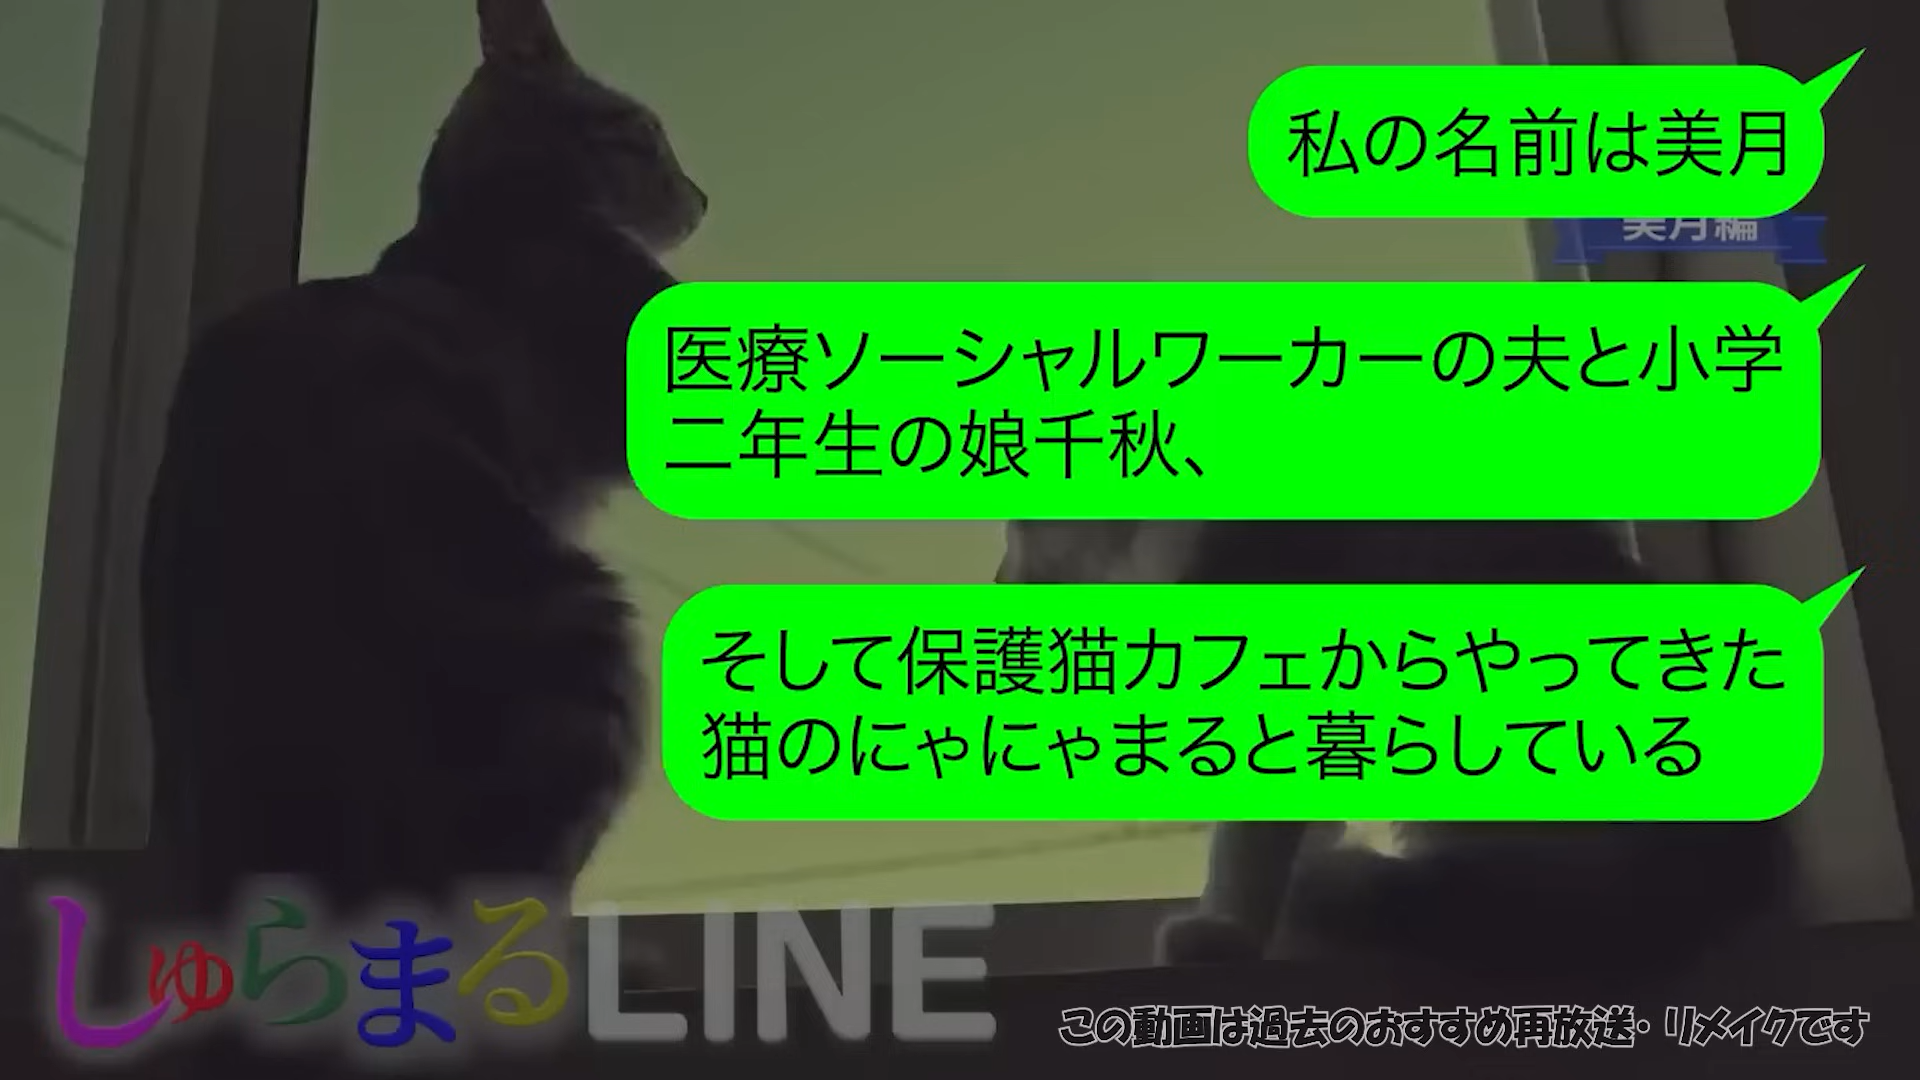 私の名前は美月
美月編
医療ソーシャルワーカーの夫と小学
二年生の娘千秋、
そして保護猫カフェからやってきた
猫のにゃにゃまると暮らしている
しゅらまるLINE
この動画は過去のおすすめ再放送・リメイクです